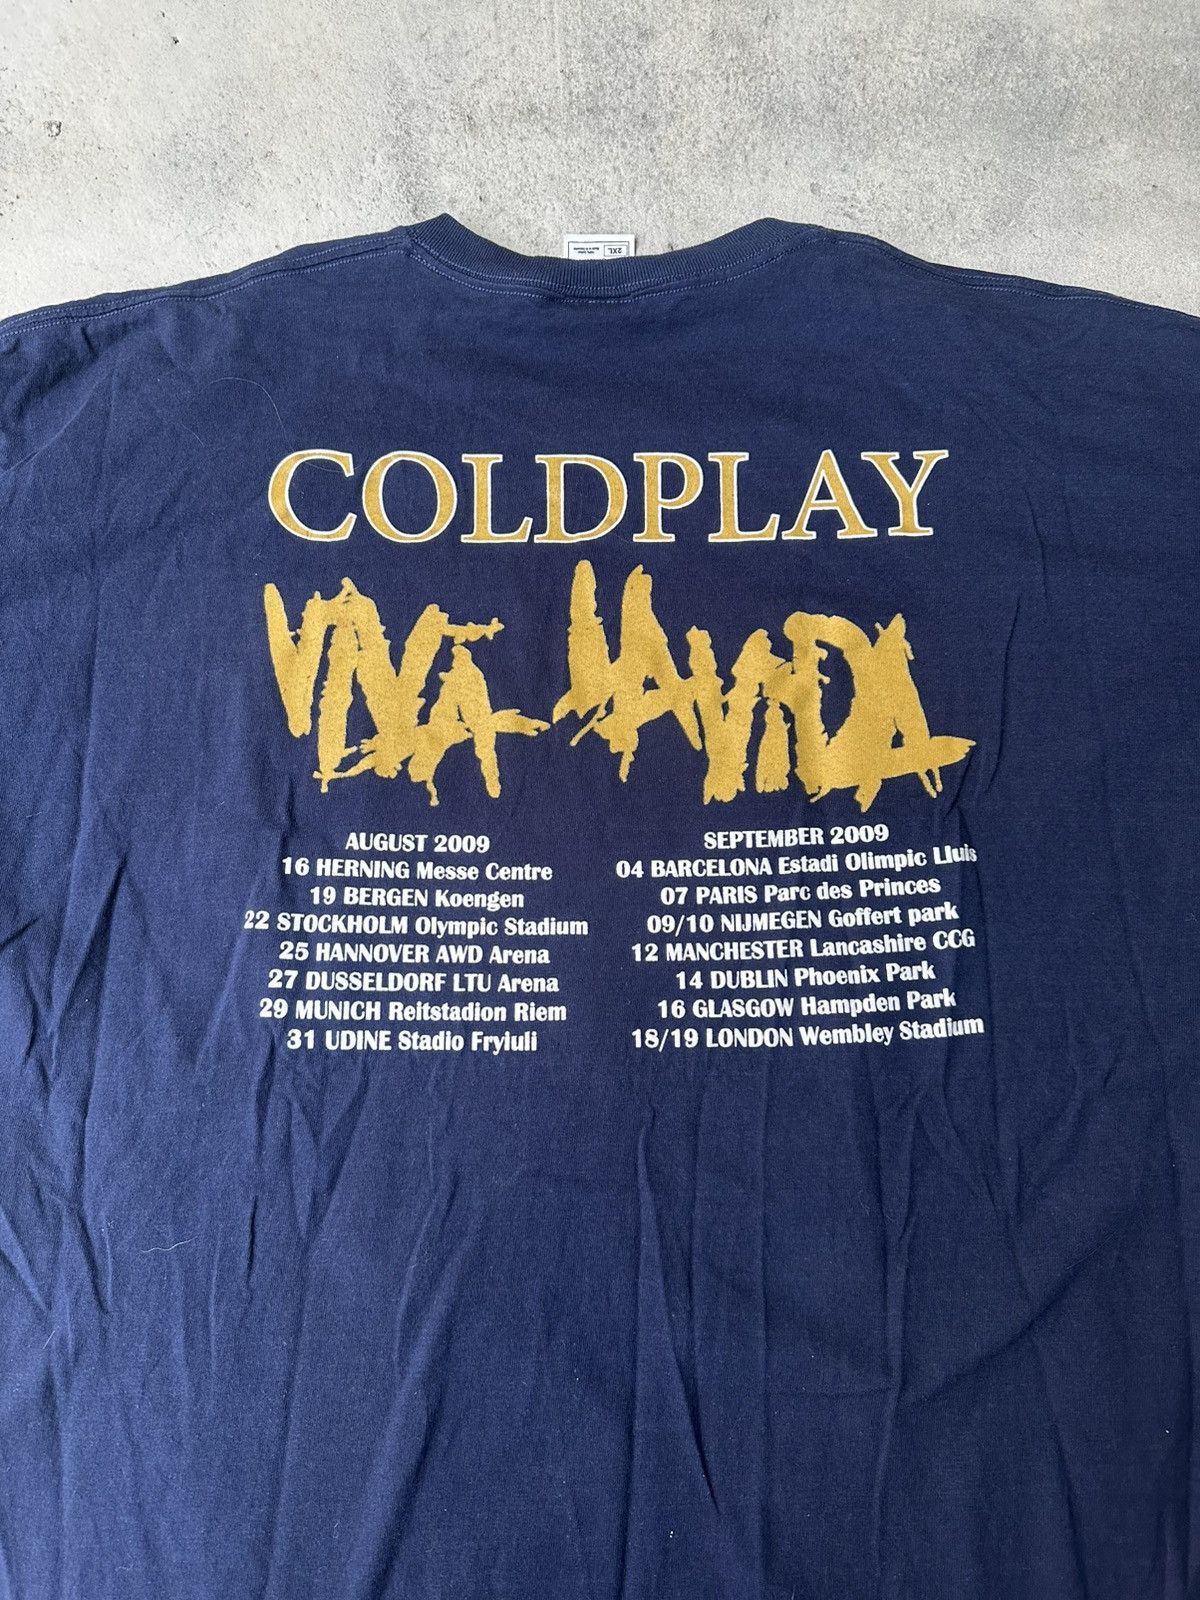 2XL
COLDPLAY
VIVA LA VIDA
AUGUST 2009
16 HERNING Messe Centre
19 BERGEN Koengen
22 STOCKHOLM Olympic Stadium
25 HANNOVER AWD Arena
27 DUSSELDORF LTU Arena
29 MUNICH Reitstadion Riem
31 UDINE Stadio Fryiuli
SEPTEMBER 2009
04 BARCELONA Estadi Olimpic Lluis
07 PARIS Parc des Princes
09/10 NIJMEGEN Goffert park
12 MANCHESTER Lancashire CCG
14 DUBLIN Phoenix Park
16 GLASGOW Hampden Park
18/19 LONDON Wembley Stadium